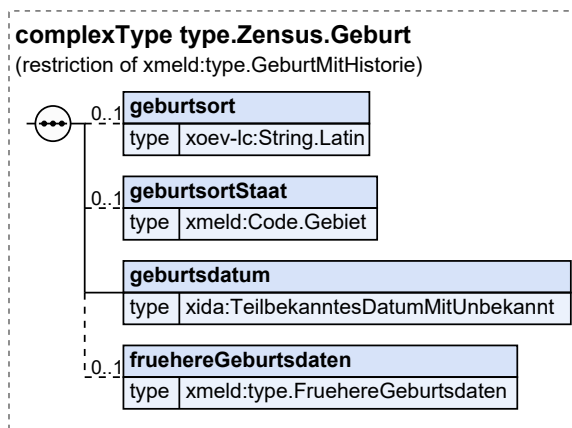 complexType type.Zensus.Geburt
(restriction of xmeld:type.GeburtMitHistorie)
0..1 geburtsort
type xoev-lc:String.Latin
0..1 geburtsortStaat
type xmeld:Code.Gebiet
geburtsdatum
type xida:TeilbekanntesDatumMitUnbekannt
0..1 fruehereGeburtsdaten
type xmeld:type.FruehereGeburtsdaten